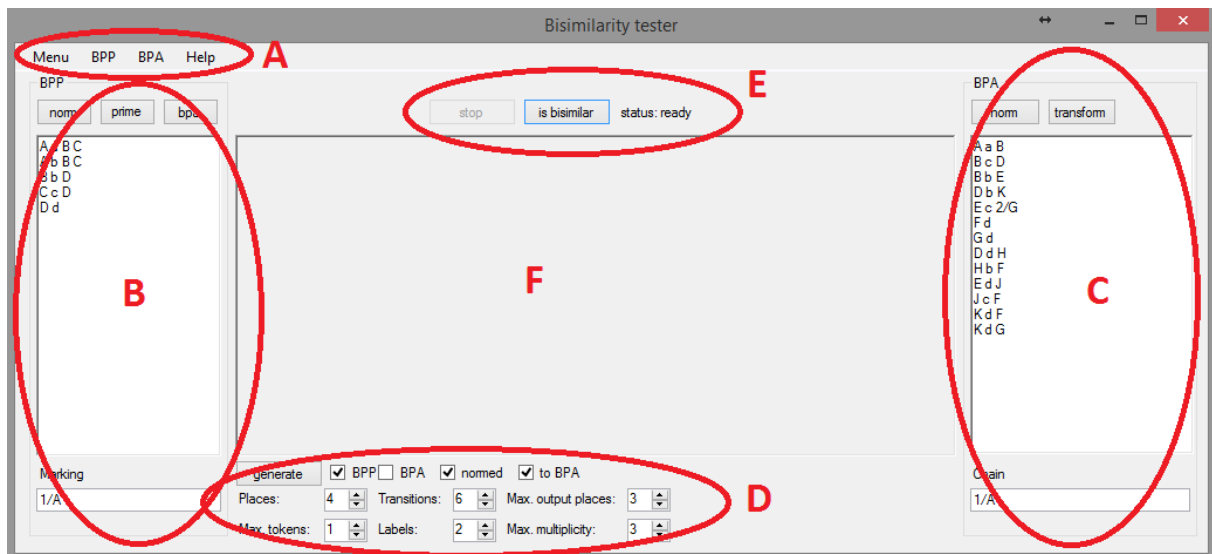 Bisimilarity tester
Menu BPP BPA Help
A
BPP
norm prime bpa
stop is bisimilar status: ready
E
BPA
norm transform
A a B C
A b B C
B b D
C c D
D d
B
F
A a B
B c D
B b E
D b K
E c 2/G
F d
G d
D d H
H b F
E d J
J c F
K d F
K d G
C
Marking
1/A
generate BPP BPA normed to BPA
Places: 4 Transitions: 6 Max. output places: 3
Max. tokens: 1 Labels: 2 Max. multiplicity: 3
D
Chain
1/A